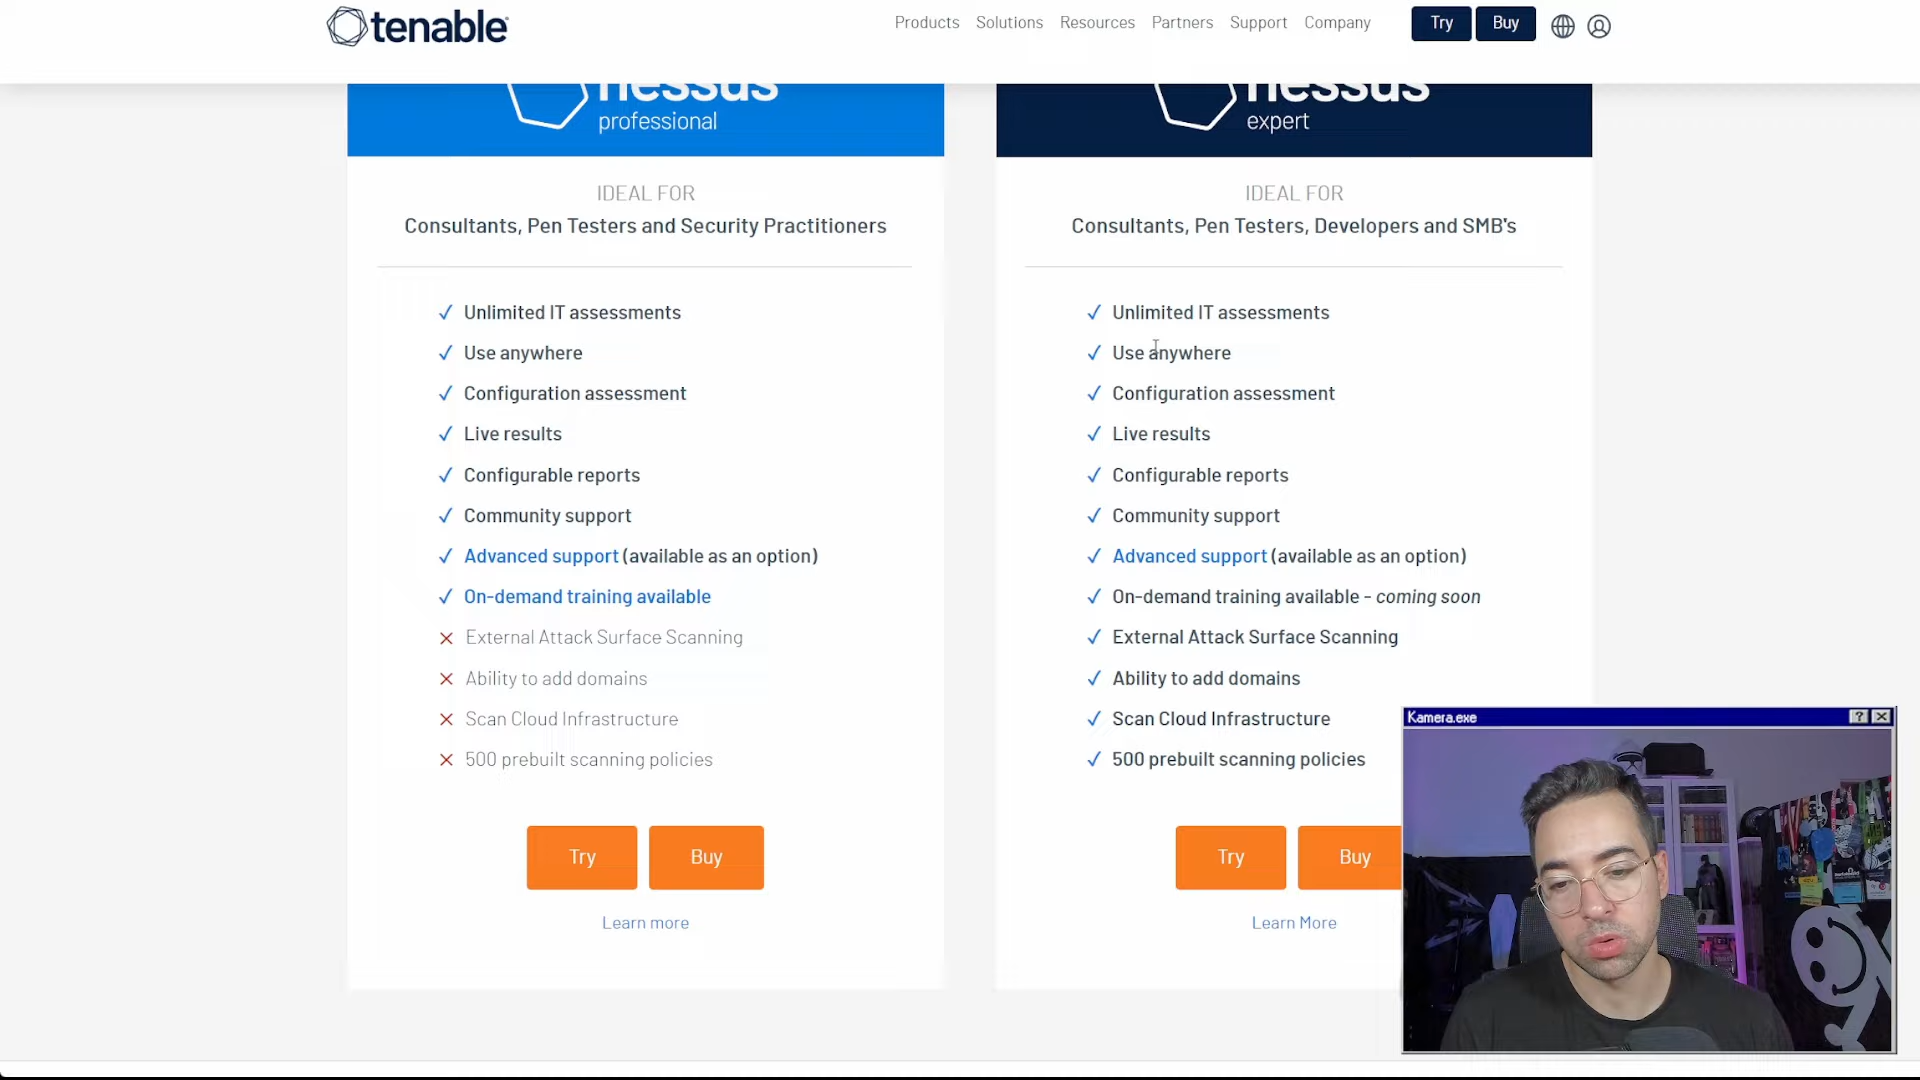 tenable
Products Solutions Resources Partners Support Company
Try Buy
nessus
professional
IDEAL FOR
Consultants, Pen Testers and Security Practitioners
Unlimited IT assessments
Use anywhere
Configuration assessment
Live results
Configurable reports
Community support
Advanced support (available as an option)
On-demand training available
External Attack Surface Scanning
Ability to add domains
Scan Cloud Infrastructure
500 prebuilt scanning policies
Try Buy
Learn more
nessus
expert
IDEAL FOR
Consultants, Pen Testers, Developers and SMB's
Unlimited IT assessments
Use anywhere
Configuration assessment
Live results
Configurable reports
Community support
Advanced support (available as an option)
On-demand training available - coming soon
External Attack Surface Scanning
Ability to add domains
Scan Cloud Infrastructure
500 prebuilt scanning policies
Try Buy
Learn More
Kamera.exe